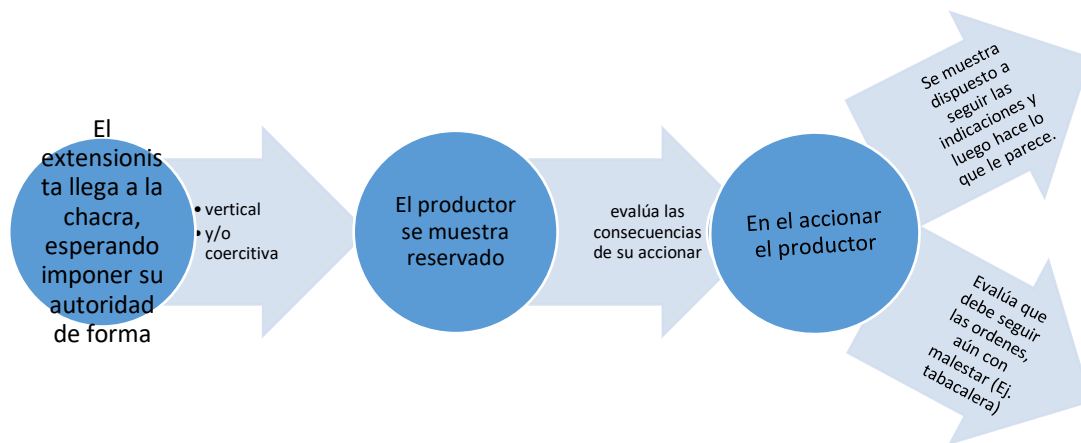 El
extensionis
ta llega a la
chacra,
esperando
imponer su
autoridad
de forma
• vertical
• y/o
coercitiva
El productor
se muestra
reservado
evalúa las
consecuencias
de su accionar
En el accionar
el productor
Se muestra
dispuesto a
seguir las
indicaciones y
luego hace lo
que le parece.
Evalúa que
debe seguir
las ordenes,
aún con
malestar (Ej.
tabacalera)